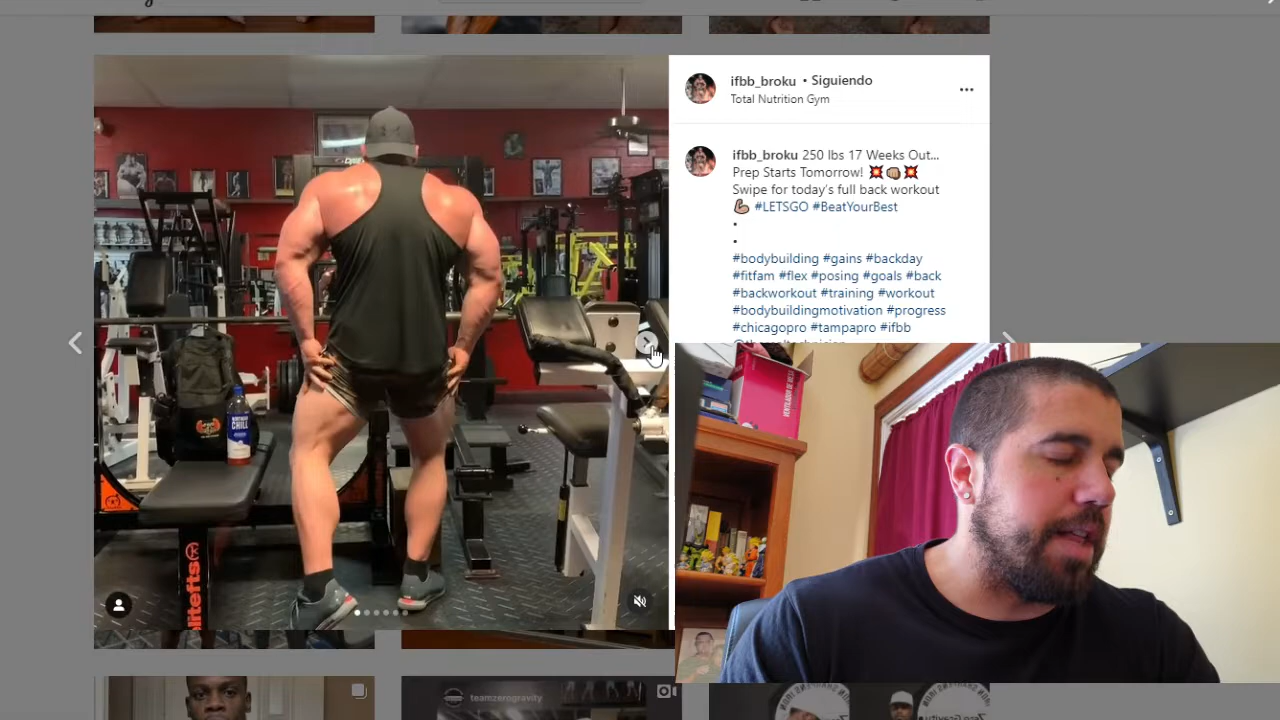 ifbb_broku • Siguiendo
Total Nutrition Gym
ifbb_broku 250 lbs 17 Weeks Out...
Prep Starts Tomorrow! 💥👊🏼💥
Swipe for today's full back workout
💪🏼 #LETSGO #BeatYourBest
•
•
#bodybuilding #gains #backday
#fitfam #flex #posing #goals #back
#backworkout #training #workout
#bodybuildingmotivation #progress
#chicagopro #tampapro #ifbb
CHILL
elitefts
teamzerogravity